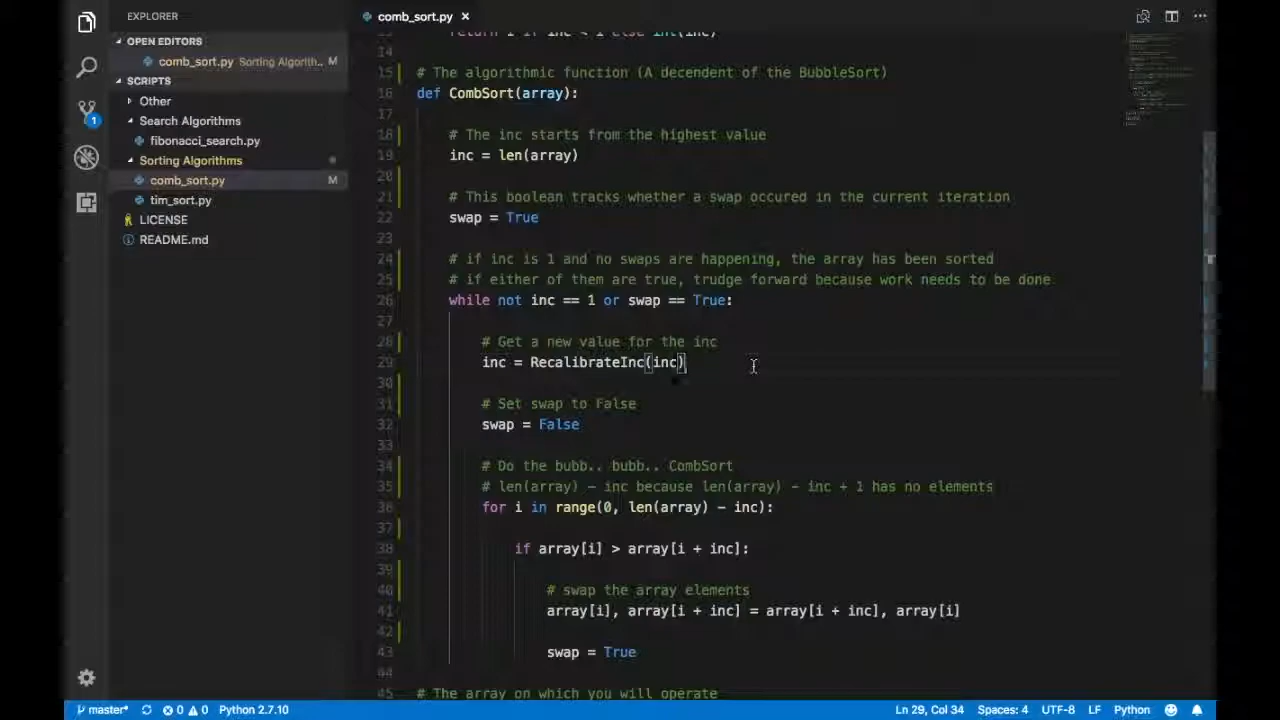 EXPLORER
comb_sort.py ×
OPEN EDITORS
comb_sort.py Sorting Algorith... M
SCRIPTS
Other
Search Algorithms
fibonacci_search.py
Sorting Algorithms
comb_sort.py M
tim_sort.py
LICENSE
README.md
1
14
15 # The algorithmic function (A decendent of the BubbleSort)
16 def CombSort(array):
17
18 # The inc starts from the highest value
19 inc = len(array)
20
21 # This boolean tracks whether a swap occured in the current iteration
22 swap = True
23
24 # if inc is 1 and no swaps are happening, the array has been sorted
25 # if either of them are true, trudge forward because work needs to be done
26 while not inc == 1 or swap == True:
27
28 # Get a new value for the inc
29 inc = RecalibrateInc(inc)
30
31 # Set swap to False
32 swap = False
33
34 # Do the bubb.. bubb.. CombSort
35 # len(array) - inc because len(array) - inc + 1 has no elements
36 for i in range(0, len(array) - inc):
37
38 if array[i] > array[i + inc]:
39
40 # swap the array elements
41 array[i], array[i + inc] = array[i + inc], array[i]
42
43 swap = True
44
45 # The array on which you will operate
master* 0 0 Python 2.7.10 Ln 29, Col 34 Spaces: 4 UTF-8 LF Python